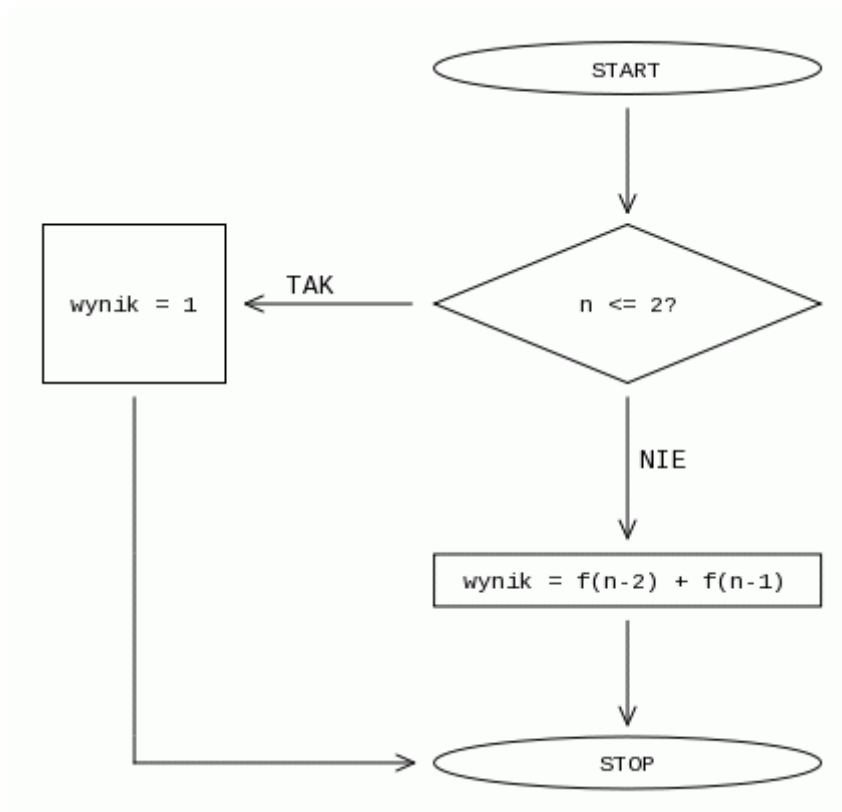 START
n <= 2?
TAK
wynik = 1
NIE
wynik = f(n-2) + f(n-1)
STOP